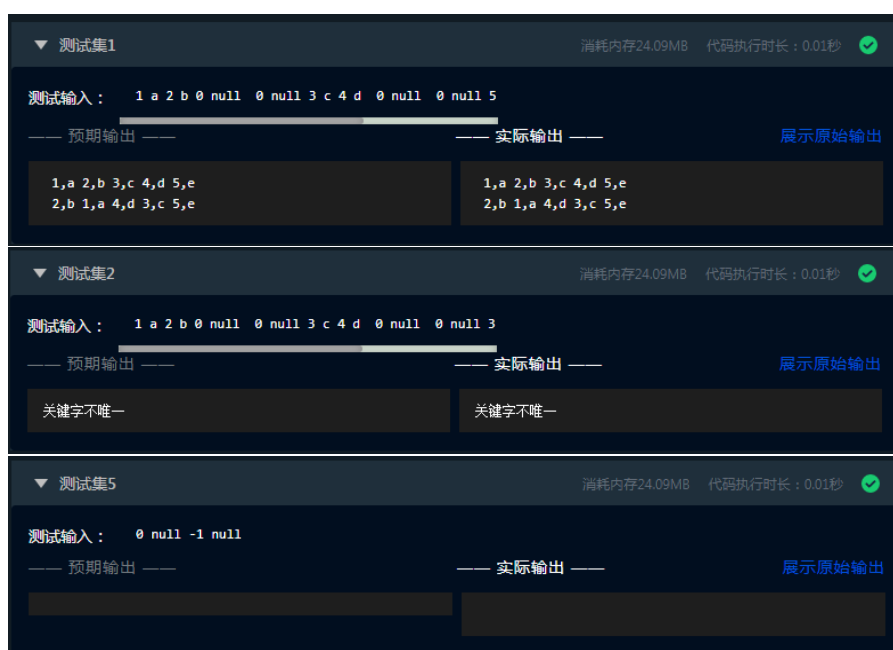 ▼ 测试集1 消耗内存24.09MB 代码执行时长：0.01秒
测试输入： 1 a 2 b 0 null 0 null 3 c 4 d 0 null 0 null 5
—— 预期输出 —— —— 实际输出 —— 展示原始输出
1,a 2,b 3,c 4,d 5,e 1,a 2,b 3,c 4,d 5,e
2,b 1,a 4,d 3,c 5,e 2,b 1,a 4,d 3,c 5,e
▼ 测试集2 消耗内存24.09MB 代码执行时长：0.01秒
测试输入： 1 a 2 b 0 null 0 null 3 c 4 d 0 null 0 null 3
—— 预期输出 —— —— 实际输出 —— 展示原始输出
关键字不唯一 关键字不唯一
▼ 测试集5 消耗内存24.09MB 代码执行时长：0.01秒
测试输入： 0 null -1 null
—— 预期输出 —— —— 实际输出 —— 展示原始输出